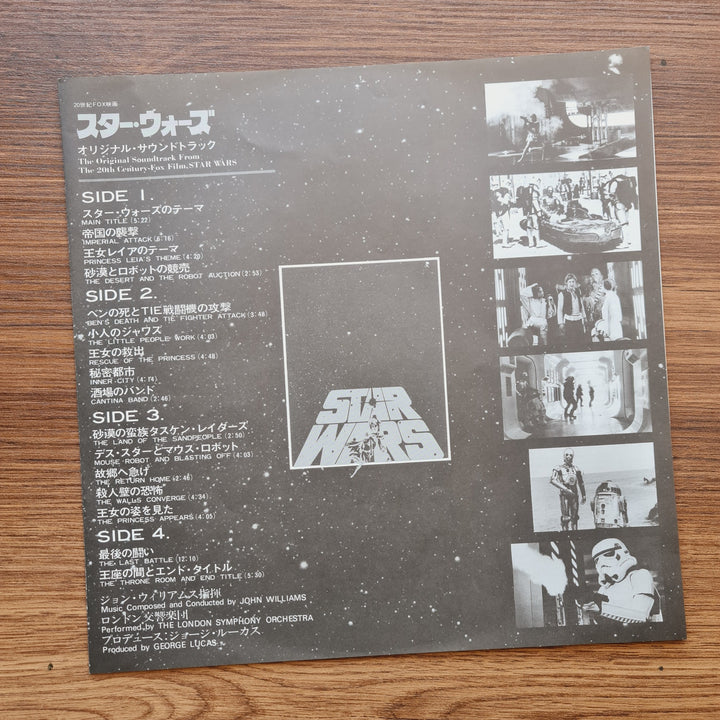 20世紀FOX映画
スター・ウォーズ
オリジナル・サウンドトラック
The Original Soundtrack From
The 20th Century-Fox Film, STAR WARS
SIDE 1.
スター・ウォーズのテーマ
MAIN TITLE (5:22)
帝国の襲撃
IMPERIAL ATTACK (6:16)
王女レイアのテーマ
PRINCESS LEIA'S THEME (4:20)
砂漠とロボットの競売
THE DESERT AND THE ROBOT AUCTION (2:53)
SIDE 2.
ベンの死とTIE戦闘機の攻撃
BEN'S DEATH AND TIE FIGHTER ATTACK (3:46)
小人のジャワズ
THE LITTLE PEOPLE WORK (4:03)
王女の救出
RESCUE OF THE PRINCESS (4:48)
秘密都市
INNER CITY (4:14)
酒場のバンド
CANTINA BAND (2:46)
SIDE 3.
砂漠の蛮族タスケン・レイダーズ
THE LAND OF THE SANDPEOPLE (2:50)
デス・スターとマウス・ロボット
MOUSE ROBOT AND BLASTING OFF (4:03)
故郷へ急げ
THE RETURN HOME (2:46)
殺人壁の恐怖
THE WALLS CONVERGE (4:34)
王女の姿を見た
THE PRINCESS APPEARS (4:05)
SIDE 4.
最後の闘い
THE LAST BATTLE (12:10)
王座の間とエンド・タイトル
THE THRONE ROOM AND END TITLE (5:30)
ジョン・ウィリアムス指揮
Music Composed and Conducted by JOHN WILLIAMS
ロンドン交響楽団
Performed by THE LONDON SYMPHONY ORCHESTRA
プロデュース・ジョージ・ルーカス
Produced by GEORGE LUCAS
STAR
WARS